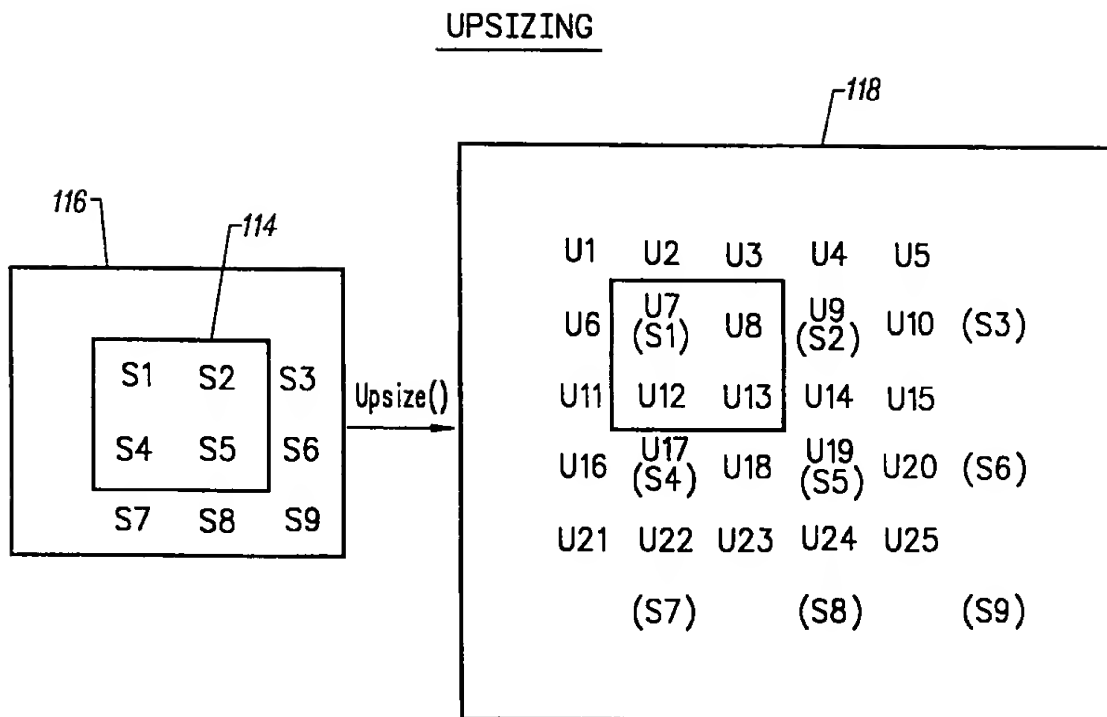 UPSIZING
118
116
114
U1 U2 U3 U4 U5
U6 U7 (S1) U8 U9 (S2) U10 (S3)
S1 S2 S3
Upsize()
U11 U12 U13 U14 U15
S4 S5 S6
U16 U17 (S4) U18 U19 (S5) U20 (S6)
S7 S8 S9
U21 U22 U23 U24 U25
(S7) (S8) (S9)